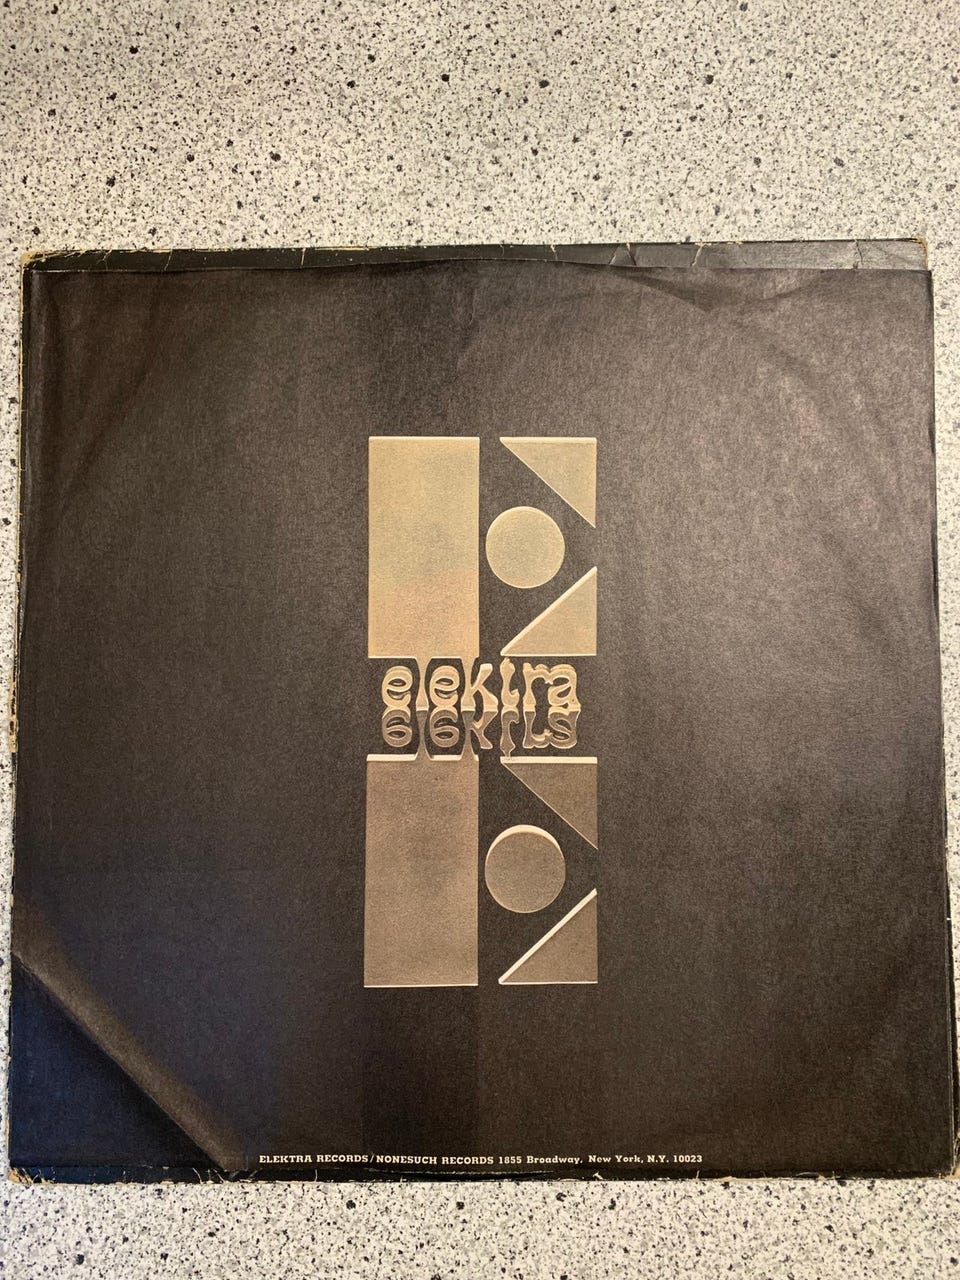 elektra
ELEKTRA RECORDS/NONESUCH RECORDS 1855 Broadway, New York, N.Y. 10023